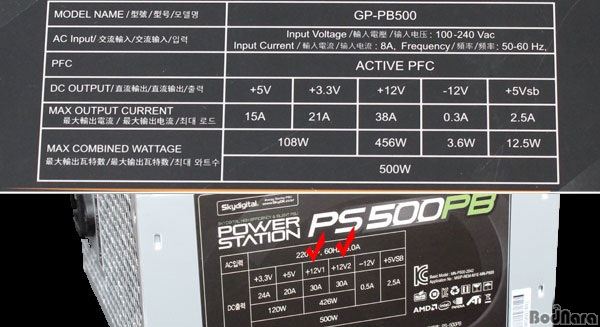 MODEL NAME / 型號 / 型号 / 모델명 GP-PB500
AC Input / 交流輸入 / 交流输入 / 입력 Input Voltage / 輸入電壓 / 输入电压 : 100-240 Vac
Input Current / 輸入電流 / 输入电流 : 8A, Frequency / 頻率 / 频率 : 50-60 Hz,
PFC ACTIVE PFC
DC OUTPUT / 直流輸出 / 直流输出 / 출력 +5V +3.3V +12V -12V +5Vsb
MAX OUTPUT CURRENT
最大輸出電流 / 最大输出电流 / 최대 로드 15A 21A 38A 0.3A 2.5A
MAX COMBINED WATTAGE
最大輸出瓦特數 / 最大输出瓦特数 / 최대 와트수 108W 456W 3.6W 12.5W
500W
Skydigital
POWER STATION PS500PB
AC입력 60Hz
+3.3V +5V +12V1 +12V2 -12V +5VSB
DC출력 24A 20A 30A 30A 0.5A 2.5A
120W 426W
500W
AMD
ATI
BodNara